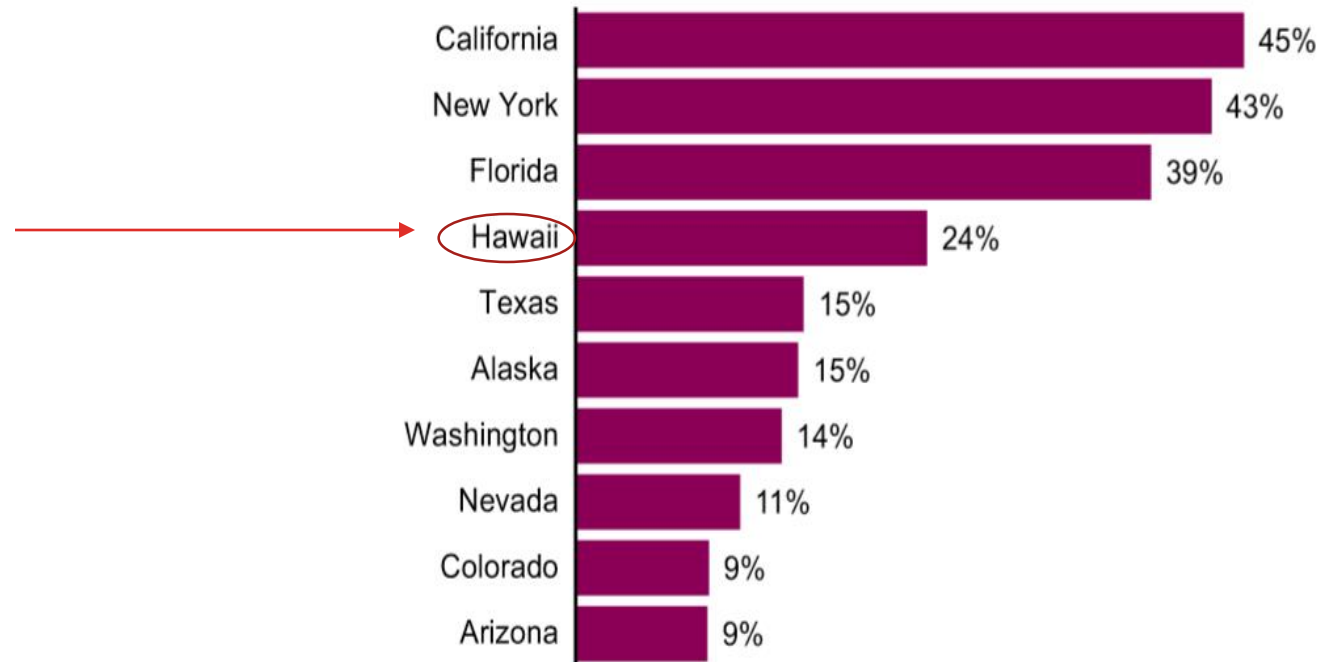 California 45%
New York 43%
Florida 39%
Hawaii 24%
Texas 15%
Alaska 15%
Washington 14%
Nevada 11%
Colorado 9%
Arizona 9%